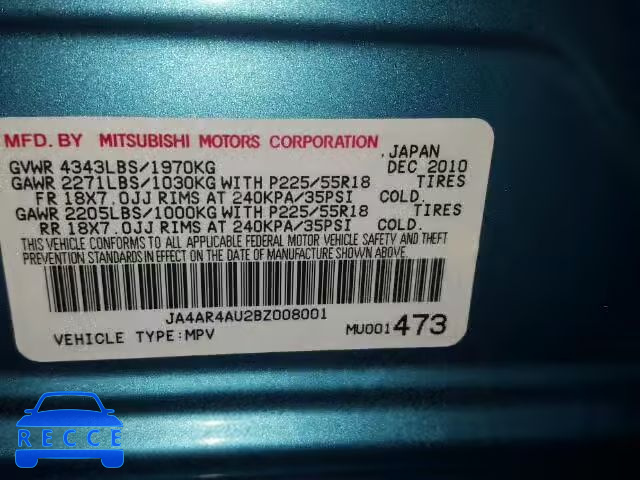 MFD. BY MITSUBISHI MOTORS CORPORATION
JAPAN
GVWR 4343LBS/1970KG DEC 2010
GAWR 2271LBS/1030KG WITH P225/55R18 TIRES
FR 18X7.0JJ RIMS AT 240KPA/35PSI COLD.
GAWR 2205LBS/1000KG WITH P225/55R18 TIRES
RR 18X7.0JJ RIMS AT 240KPA/35PSI COLD.
THIS VEHICLE CONFORMS TO ALL APPLICABLE FEDERAL MOTOR VEHICLE SAFETY AND THEFT
PREVENTION STANDARDS IN EFFECT ON THE DATE OF MANUFACTURE SHOWN ABOVE.
JA4AR4AU2BZ008001
VEHICLE TYPE:MPV MU001473
RECCE